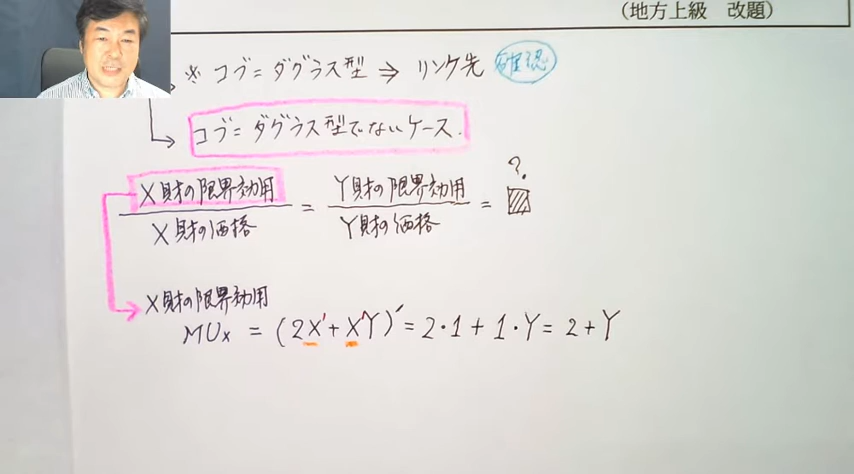 (地方上級 改題)
※ コブ=ダグラス型 ⇒ リンク先 確認
コブ=ダグラス型でないケース.
X財の限界効用 / X財の価格 = Y財の限界効用 / Y財の価格 = ?
X財の限界効用
MUx = (2X¹+X¹Y)′ = 2・1+1・Y = 2+Y